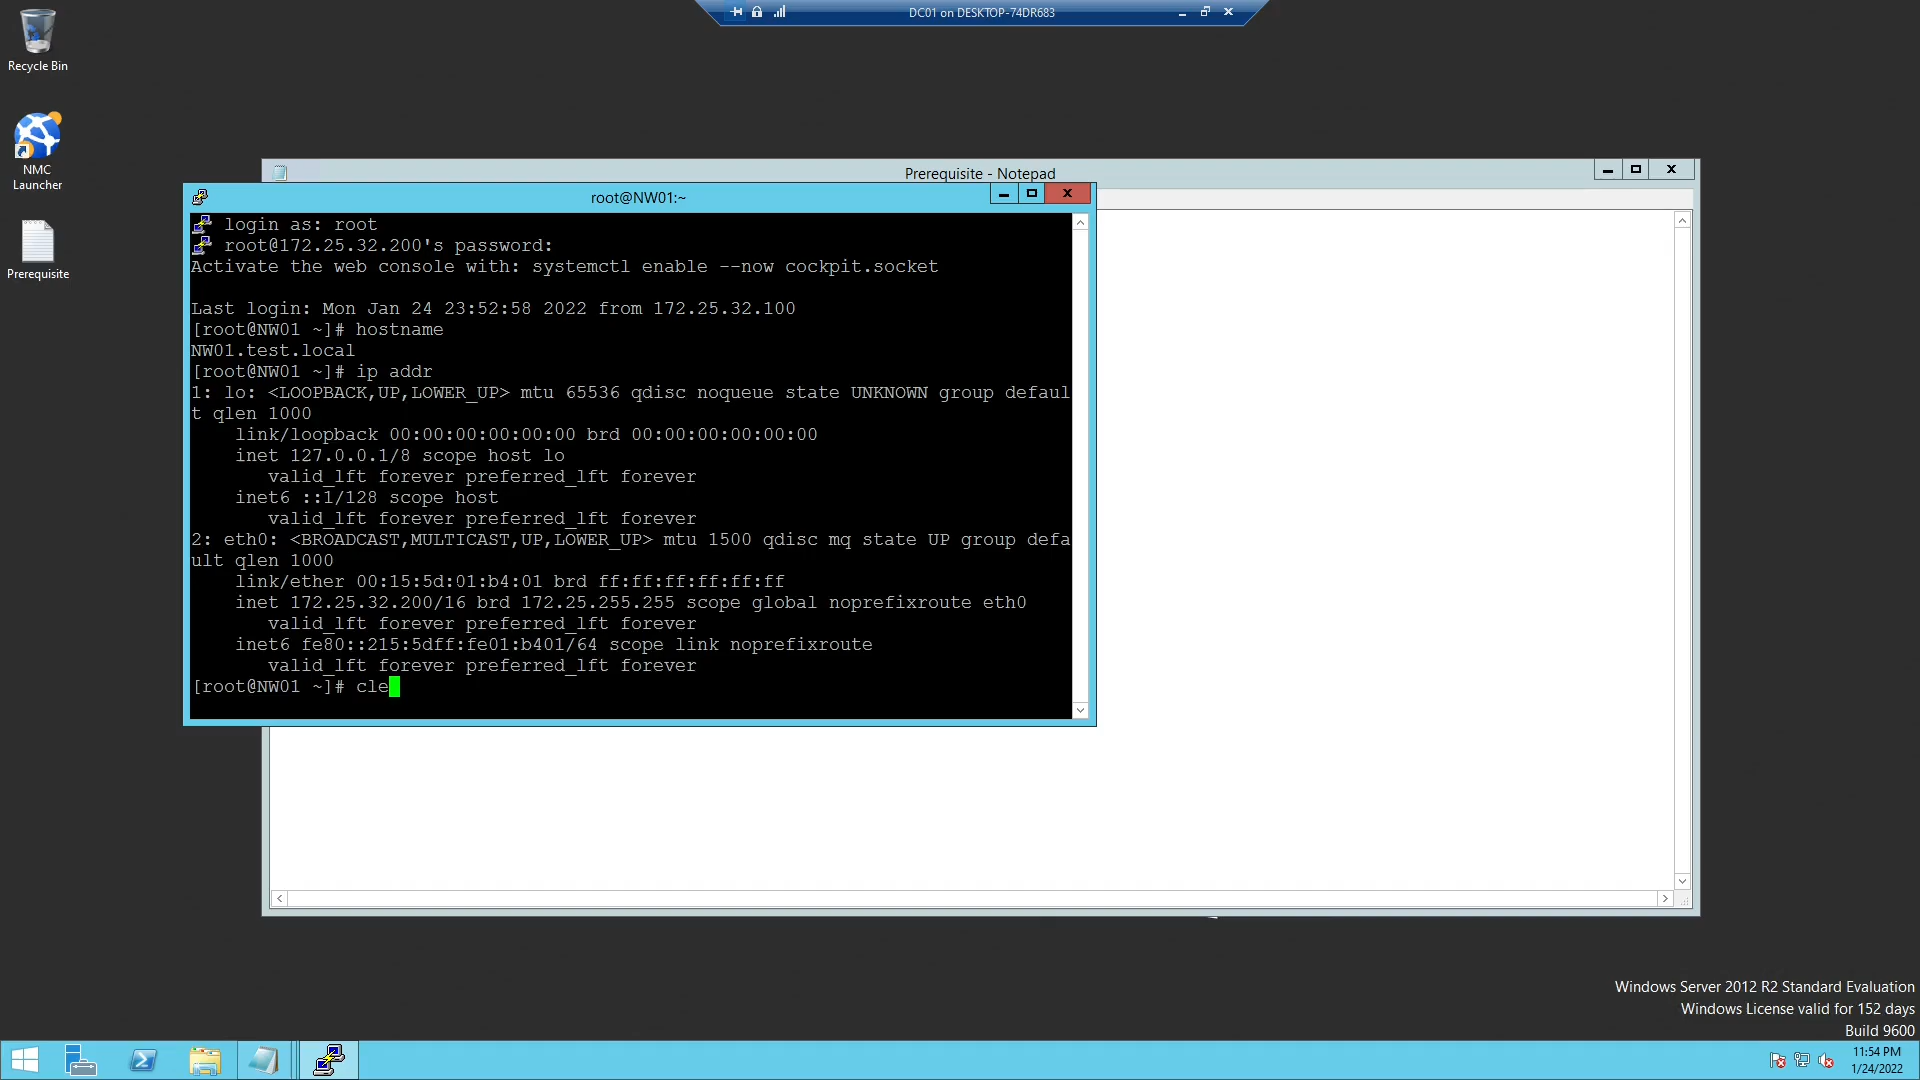 DC01 on DESKTOP-74DR683
Recycle Bin
NMC
Launcher
Prerequisite
Prerequisite - Notepad
root@NW01:~
login as: root
root@172.25.32.200's password:
Activate the web console with: systemctl enable --now cockpit.socket
Last login: Mon Jan 24 23:52:58 2022 from 172.25.32.100
[root@NW01 ~]# hostname
NW01.test.local
[root@NW01 ~]# ip addr
1: lo: <LOOPBACK,UP,LOWER_UP> mtu 65536 qdisc noqueue state UNKNOWN group defaul
t qlen 1000
link/loopback 00:00:00:00:00:00 brd 00:00:00:00:00:00
inet 127.0.0.1/8 scope host lo
valid_lft forever preferred_lft forever
inet6 ::1/128 scope host
valid_lft forever preferred_lft forever
2: eth0: <BROADCAST,MULTICAST,UP,LOWER_UP> mtu 1500 qdisc mq state UP group defa
ult qlen 1000
link/ether 00:15:5d:01:b4:01 brd ff:ff:ff:ff:ff:ff
inet 172.25.32.200/16 brd 172.25.255.255 scope global noprefixroute eth0
valid_lft forever preferred_lft forever
inet6 fe80::215:5dff:fe01:b401/64 scope link noprefixroute
valid_lft forever preferred_lft forever
[root@NW01 ~]# cle
Windows Server 2012 R2 Standard Evaluation
Windows License valid for 152 days
Build 9600
11:54 PM
1/24/2022